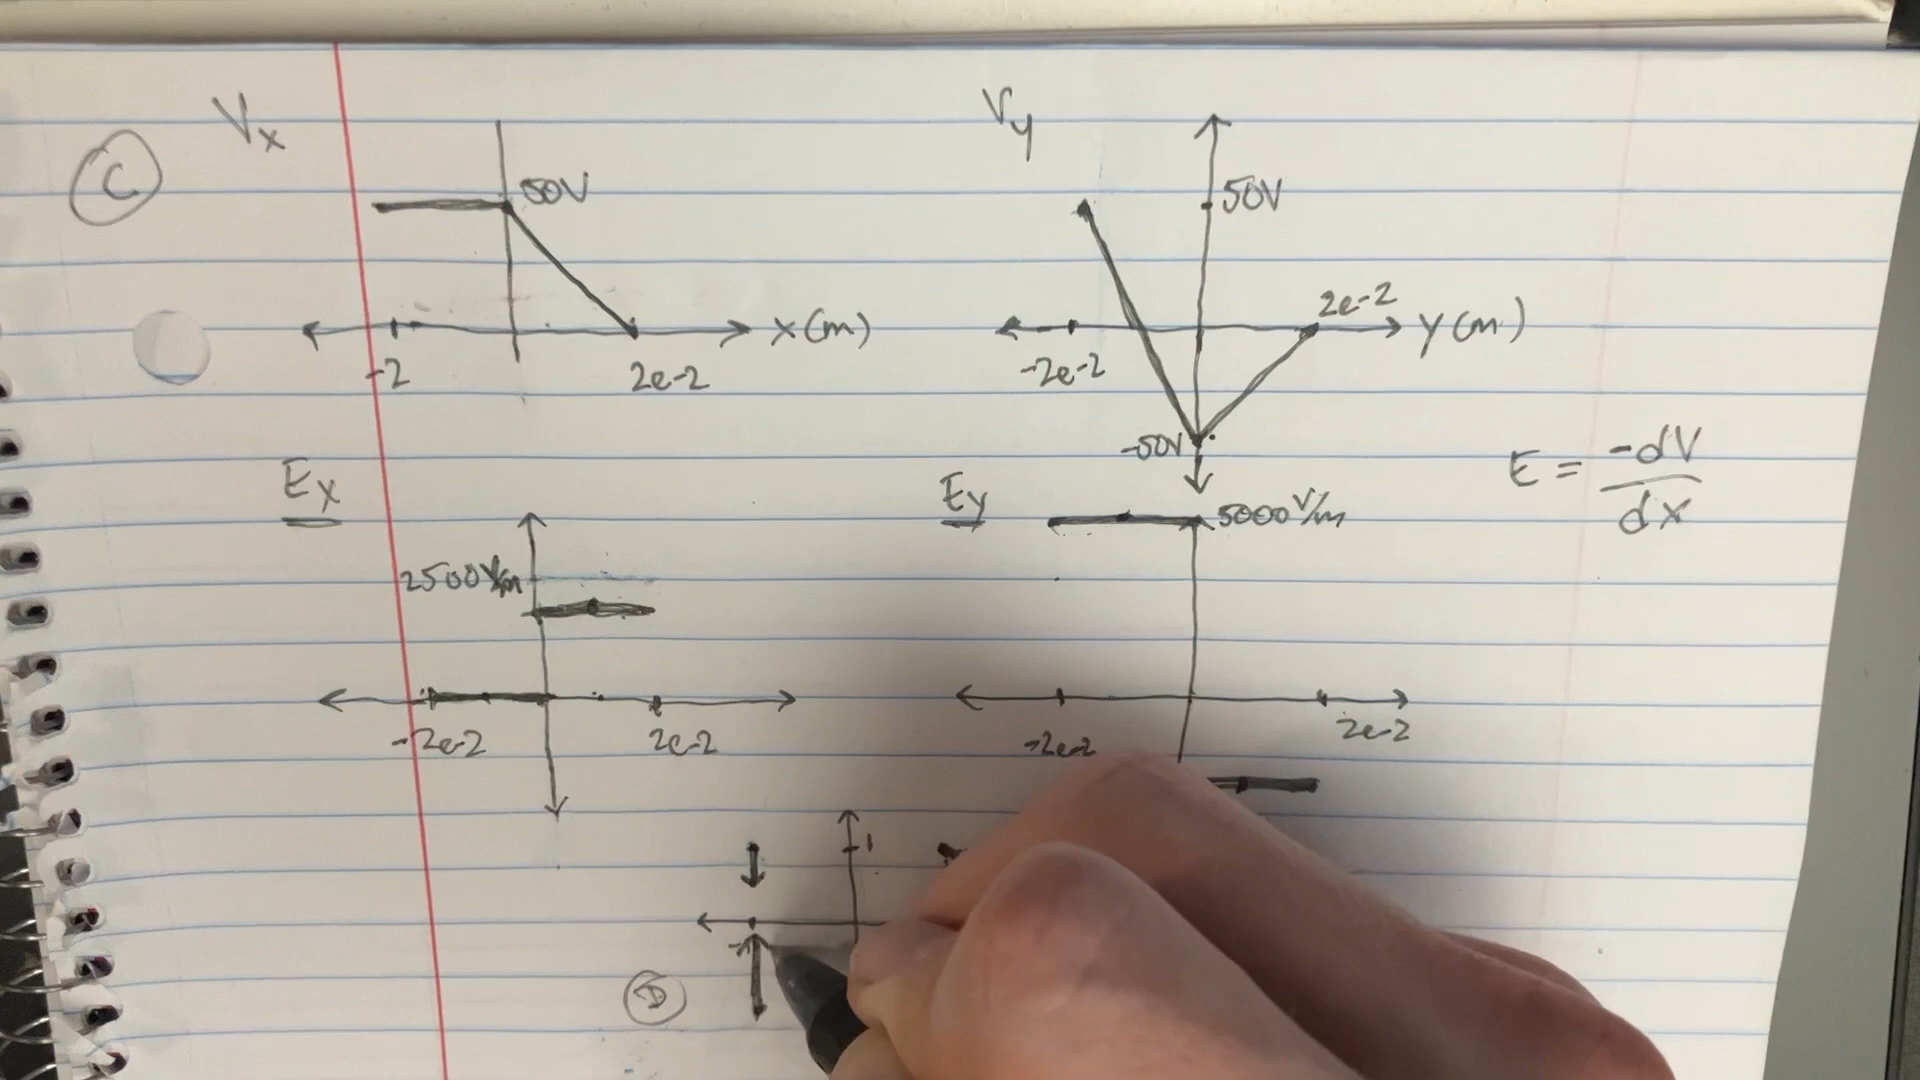 C
Vx
50V
x(m)
-2
2e-2
Vy
50V
2e-2
y(m)
-2e-2
-50V
E = -dV
dx
Ex
2500 V/m
-2e-2
2e-2
Ey
5000 V/m
-2e-2
2e-2
1
D